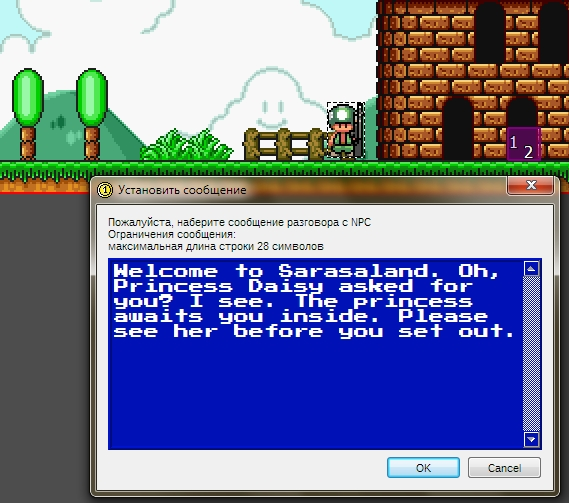 1
2
Установить сообщение
x
Пожалуйста, наберите сообщение разговора с NPC
Ограничения сообщения:
максимальная длина строки 28 символов
Welcome to Sarasaland. Oh,
Princess Daisy asked for
you? I see. The princess
awaits you inside. Please
see her before you set out.
OK
Cancel